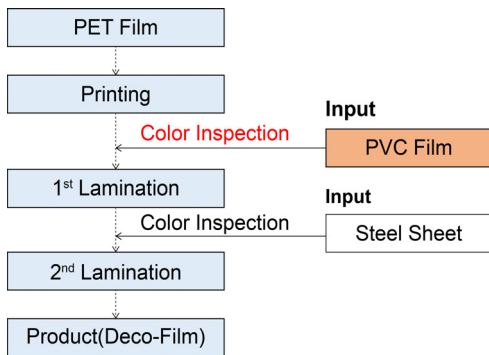 PET Film
Printing
Input
Color Inspection
PVC Film
1st Lamination
Input
Color Inspection
Steel Sheet
2nd Lamination
Product(Deco-Film)